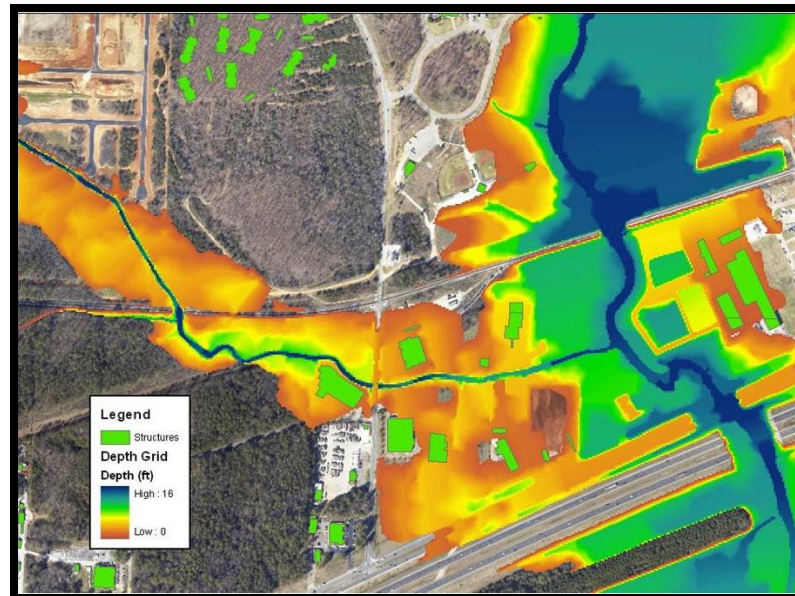 Legend
Structures
Depth Grid
Depth (ft)
High : 16
Low : 0